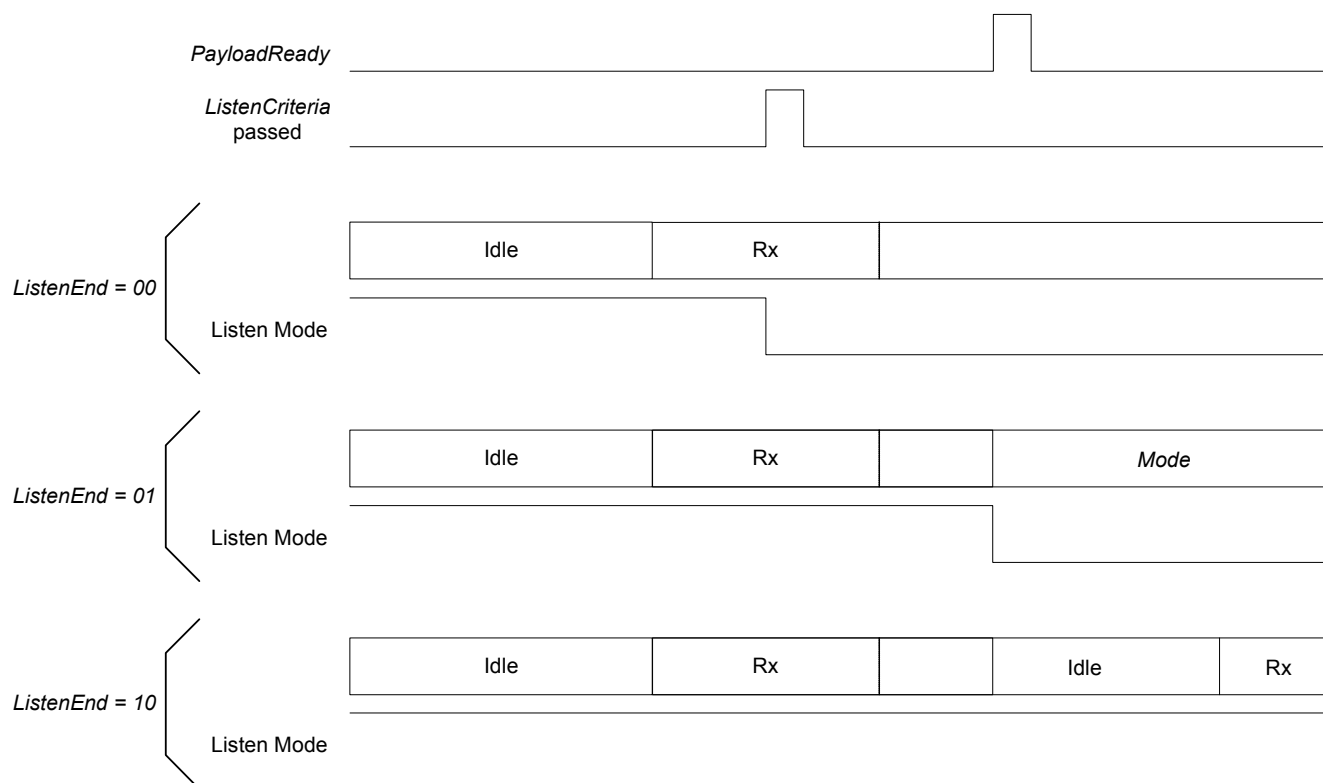 PayloadReady
ListenCriteria
passed
Idle
Rx
ListenEnd = 00
Listen Mode
Idle
Rx
Mode
ListenEnd = 01
Listen Mode
Idle
Rx
Idle
Rx
ListenEnd = 10
Listen Mode